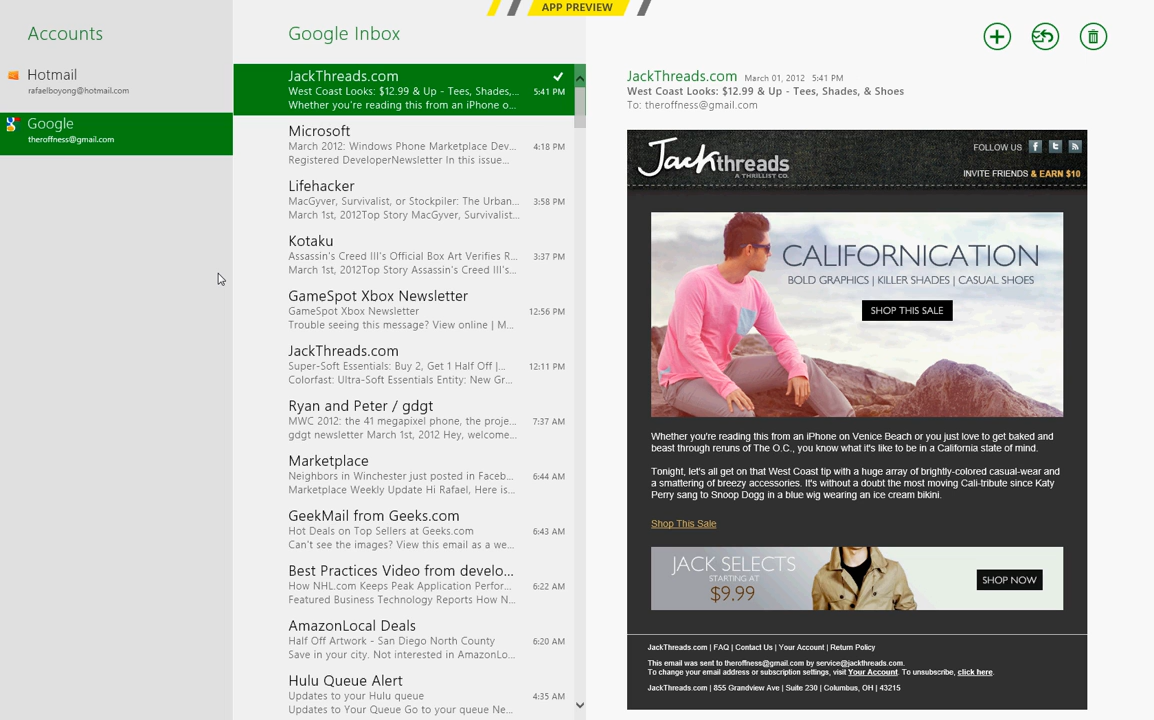 APP PREVIEW
Accounts
Hotmail
rafaelboyong@hotmail.com
Google
theroffness@gmail.com
Google Inbox
JackThreads.com
West Coast Looks: $12.99 & Up - Tees, Shades,... 5:41 PM
Whether you're reading this from an iPhone o...
Microsoft
March 2012: Windows Phone Marketplace Dev... 4:18 PM
Registered DeveloperNewsletter In this issue...
Lifehacker
MacGyver, Survivalist, or Stockpiler: The Urban... 3:58 PM
March 1st, 2012Top Story MacGyver, Survivalist...
Kotaku
Assassin's Creed III's Official Box Art Verifies R... 3:37 PM
March 1st, 2012Top Story Assassin's Creed III's...
GameSpot Xbox Newsletter
GameSpot Xbox Newsletter 12:56 PM
Trouble seeing this message? View online | M...
JackThreads.com
Super-Soft Essentials: Buy 2, Get 1 Half Off |... 12:11 PM
Colorfast: Ultra-Soft Essentials Entity: New Gr...
Ryan and Peter / gdgt
MWC 2012: the 41 megapixel phone, the proje... 7:37 AM
gdgt newsletter March 1st, 2012 Hey, welcome...
Marketplace
Neighbors in Winchester just posted in Faceb... 6:44 AM
Marketplace Weekly Update Hi Rafael, Here is...
GeekMail from Geeks.com
Hot Deals on Top Sellers at Geeks.com 6:43 AM
Can't see the images? View this email as a we...
Best Practices Video from develo...
How NHL.com Keeps Peak Application Perfor... 6:22 AM
Featured Business Technology Reports How N...
AmazonLocal Deals
Half Off Artwork - San Diego North County 6:20 AM
Save in your city. Not interested in AmazonLo...
Hulu Queue Alert
Updates to your Hulu queue 4:35 AM
Updates to Your Queue Go to your queue Ne...
JackThreads.com March 01, 2012 5:41 PM
West Coast Looks: $12.99 & Up - Tees, Shades, & Shoes
To: theroffness@gmail.com
Jackthreads
A THRILLIST CO.
FOLLOW US
INVITE FRIENDS & EARN $10
CALIFORNICATION
BOLD GRAPHICS | KILLER SHADES | CASUAL SHOES
SHOP THIS SALE
Whether you're reading this from an iPhone on Venice Beach or you just love to get baked and
beast through reruns of The O.C., you know what it's like to be in a California state of mind.
Tonight, let's all get on that West Coast tip with a huge array of brightly-colored casual-wear and
a smattering of breezy accessories. It's without a doubt the most moving Cali-tribute since Katy
Perry sang to Snoop Dogg in a blue wig wearing an ice cream bikini.
Shop This Sale
JACK SELECTS
STARTING AT
$9.99
SHOP NOW
JackThreads.com | FAQ | Contact Us | Your Account | Return Policy
This email was sent to theroffness@gmail.com by service@jackthreads.com.
To change your email address or subscription settings, visit Your Account. To unsubscribe, click here.
JackThreads.com | 855 Grandview Ave | Suite 230 | Columbus, OH | 43215